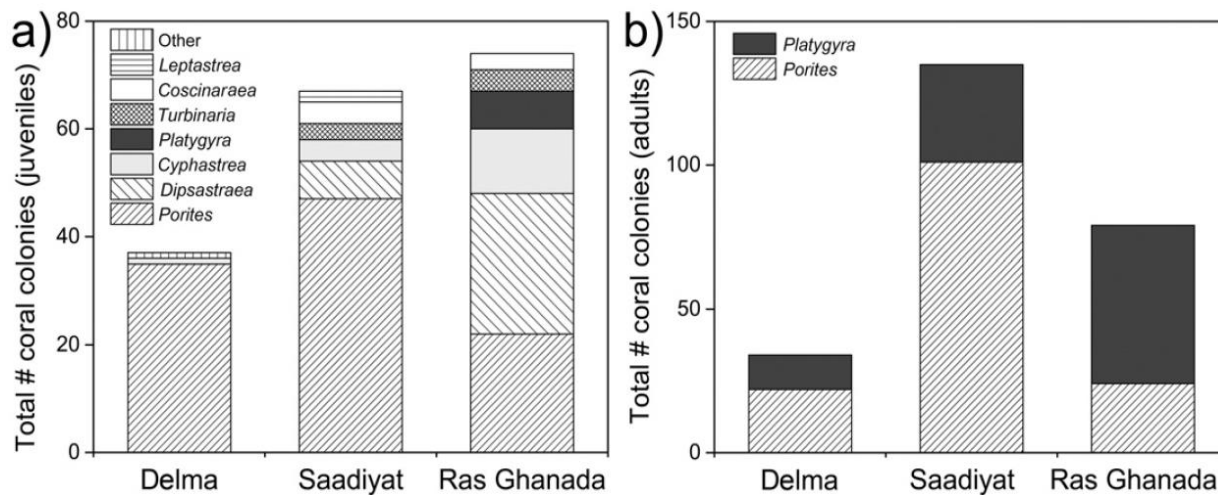 a)
Total # coral colonies (juveniles)
80
60
40
20
0
Other
Leptastrea
Coscinaraea
Turbinaria
Platygyra
Cyphastrea
Dipsastraea
Porites
Delma
Saadiyat
Ras Ghanada
b)
Total # coral colonies (adults)
150
100
50
0
Platygyra
Porites
Delma
Saadiyat
Ras Ghanada